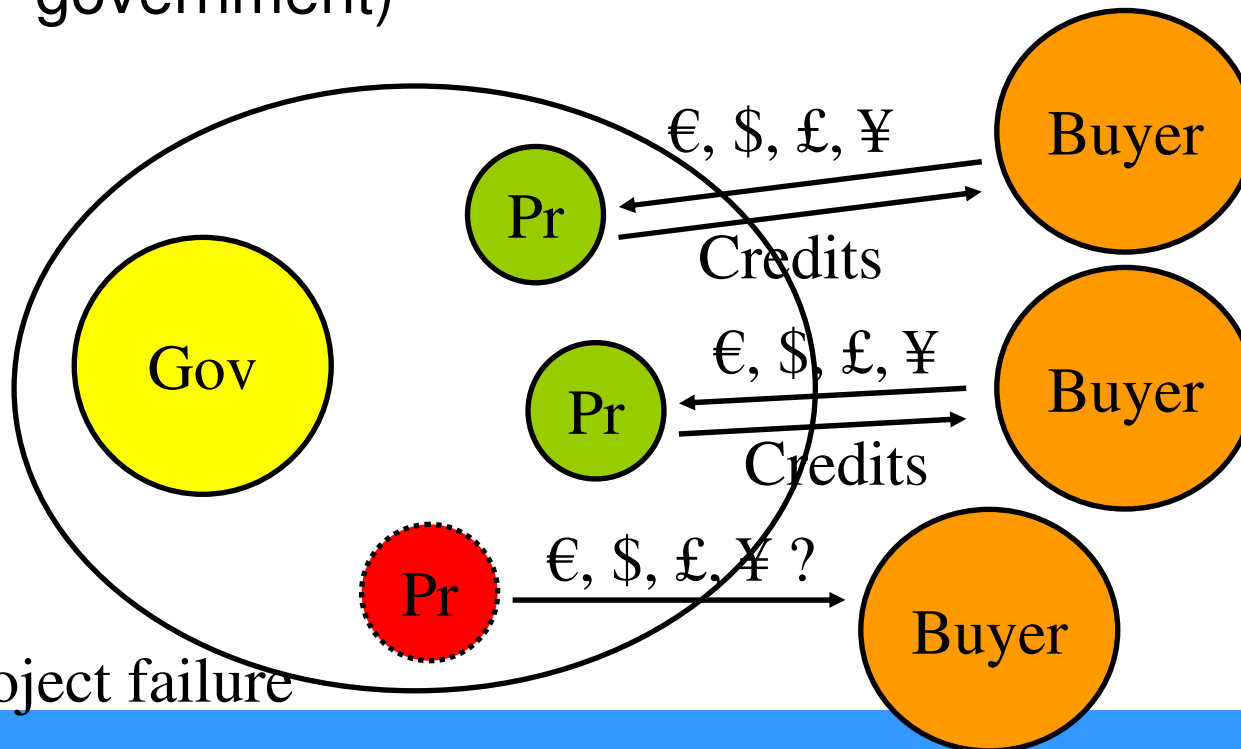 government)
€, $, £, ¥
Buyer
Pr
Credits
Gov
€, $, £, ¥
Buyer
Pr
Credits
€, $, £, ¥ ?
Pr
Buyer
oject failure